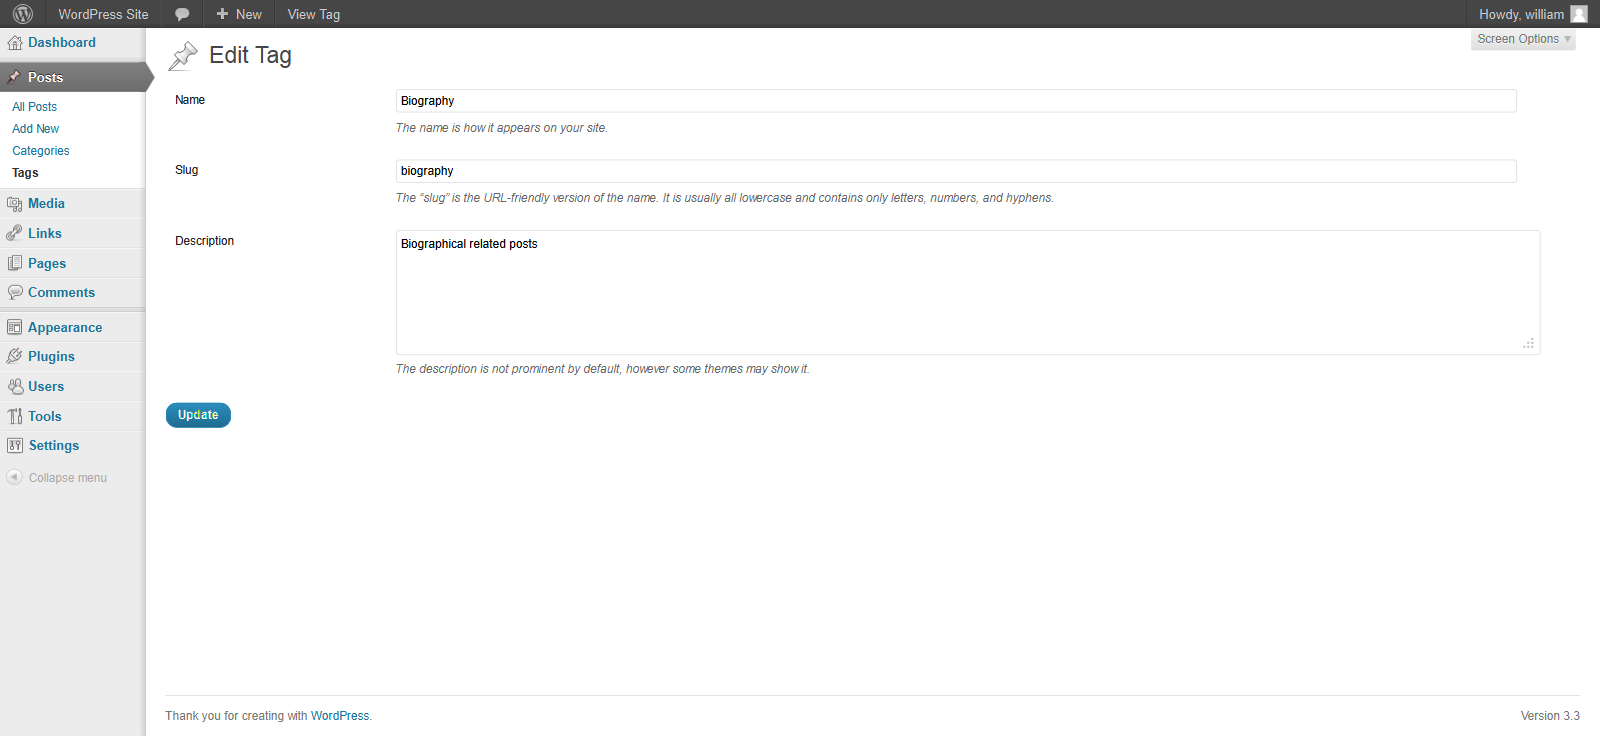 WordPress Site New View Tag Howdy, william
Screen Options
Dashboard
Posts
All Posts
Add New
Categories
Tags
Media
Links
Pages
Comments
Appearance
Plugins
Users
Tools
Settings
Collapse menu
Edit Tag
Name Biography
The name is how it appears on your site.
Slug biography
The “slug” is the URL-friendly version of the name. It is usually all lowercase and contains only letters, numbers, and hyphens.
Description Biographical related posts
The description is not prominent by default, however some themes may show it.
Update
Thank you for creating with WordPress. Version 3.3